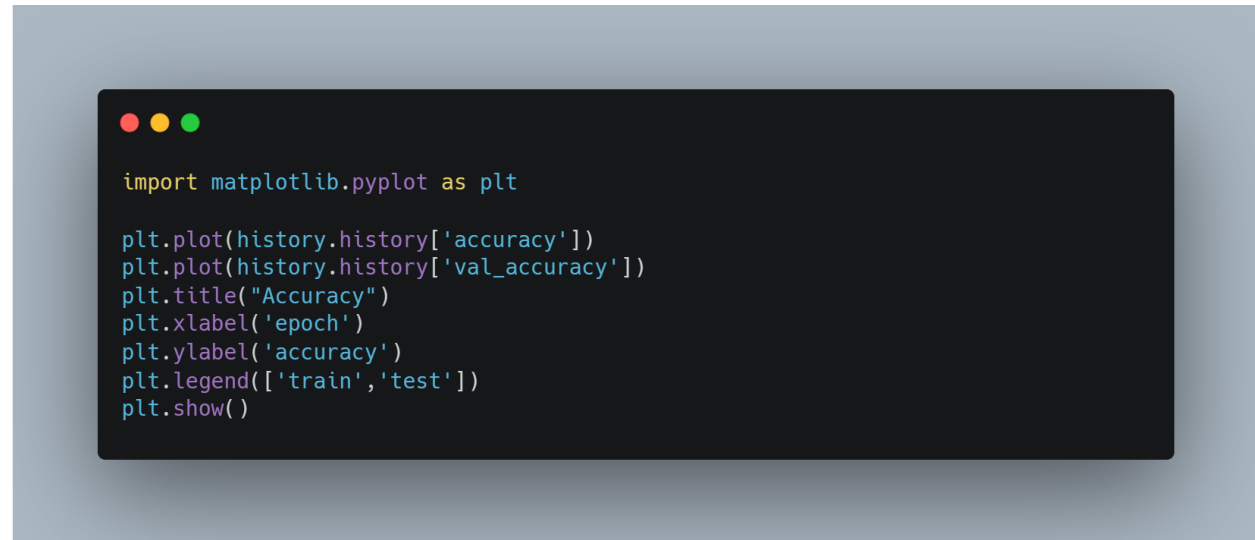 import matplotlib.pyplot as plt
plt.plot(history.history['accuracy'])
plt.plot(history.history['val_accuracy'])
plt.title("Accuracy")
plt.xlabel('epoch')
plt.ylabel('accuracy')
plt.legend(['train','test'])
plt.show()